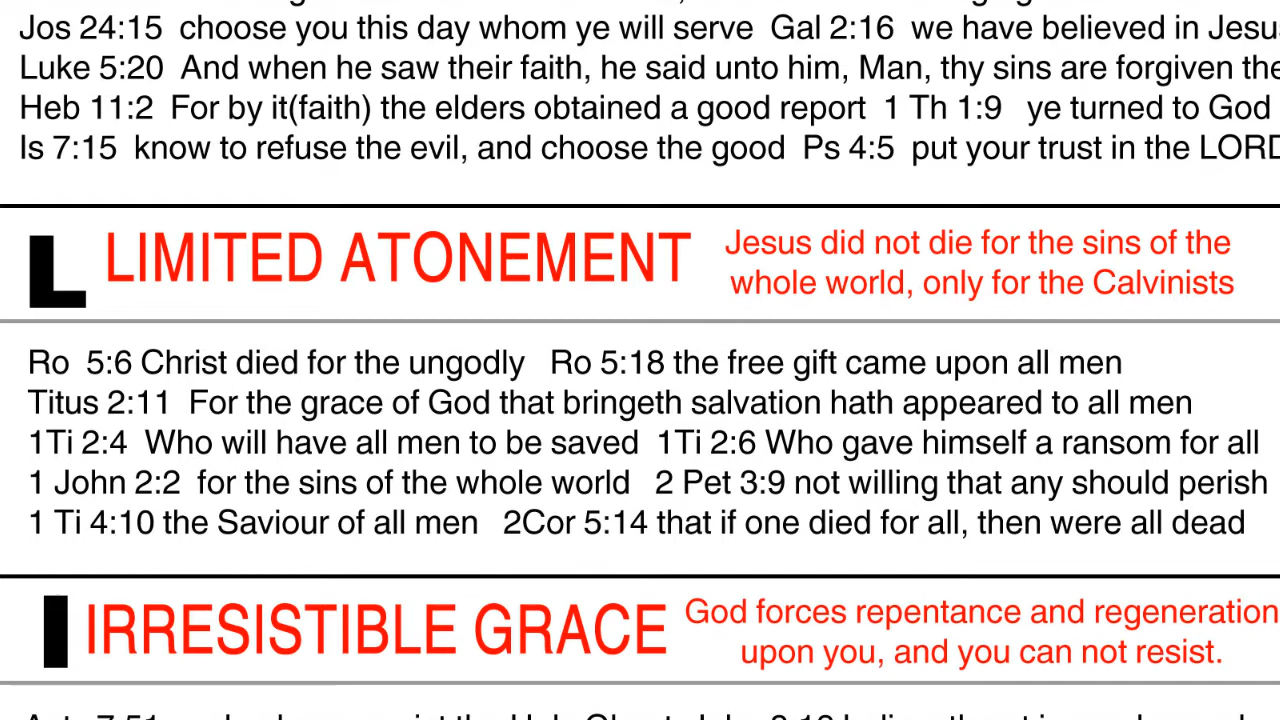 Jos 24:15 choose you this day whom ye will serve Gal 2:16 we have believed in Jesus
Luke 5:20 And when he saw their faith, he said unto him, Man, thy sins are forgiven
Heb 11:2 For by it(faith) the elders obtained a good report 1 Th 1:9 ye turned to God
Is 7:15 know to refuse the evil, and choose the good Ps 4:5 put your trust in the LORD
L LIMITED ATONEMENT
Jesus did not die for the sins of the
whole world, only for the Calvinists
Ro 5:6 Christ died for the ungodly Ro 5:18 the free gift came upon all men
Titus 2:11 For the grace of God that bringeth salvation hath appeared to all men
1Ti 2:4 Who will have all men to be saved 1Ti 2:6 Who gave himself a ransom for all
1 John 2:2 for the sins of the whole world 2 Pet 3:9 not willing that any should perish
1 Ti 4:10 the Saviour of all men 2Cor 5:14 that if one died for all, then were all dead
I IRRESISTIBLE GRACE
God forces repentance and regeneration
upon you, and you can not resist.